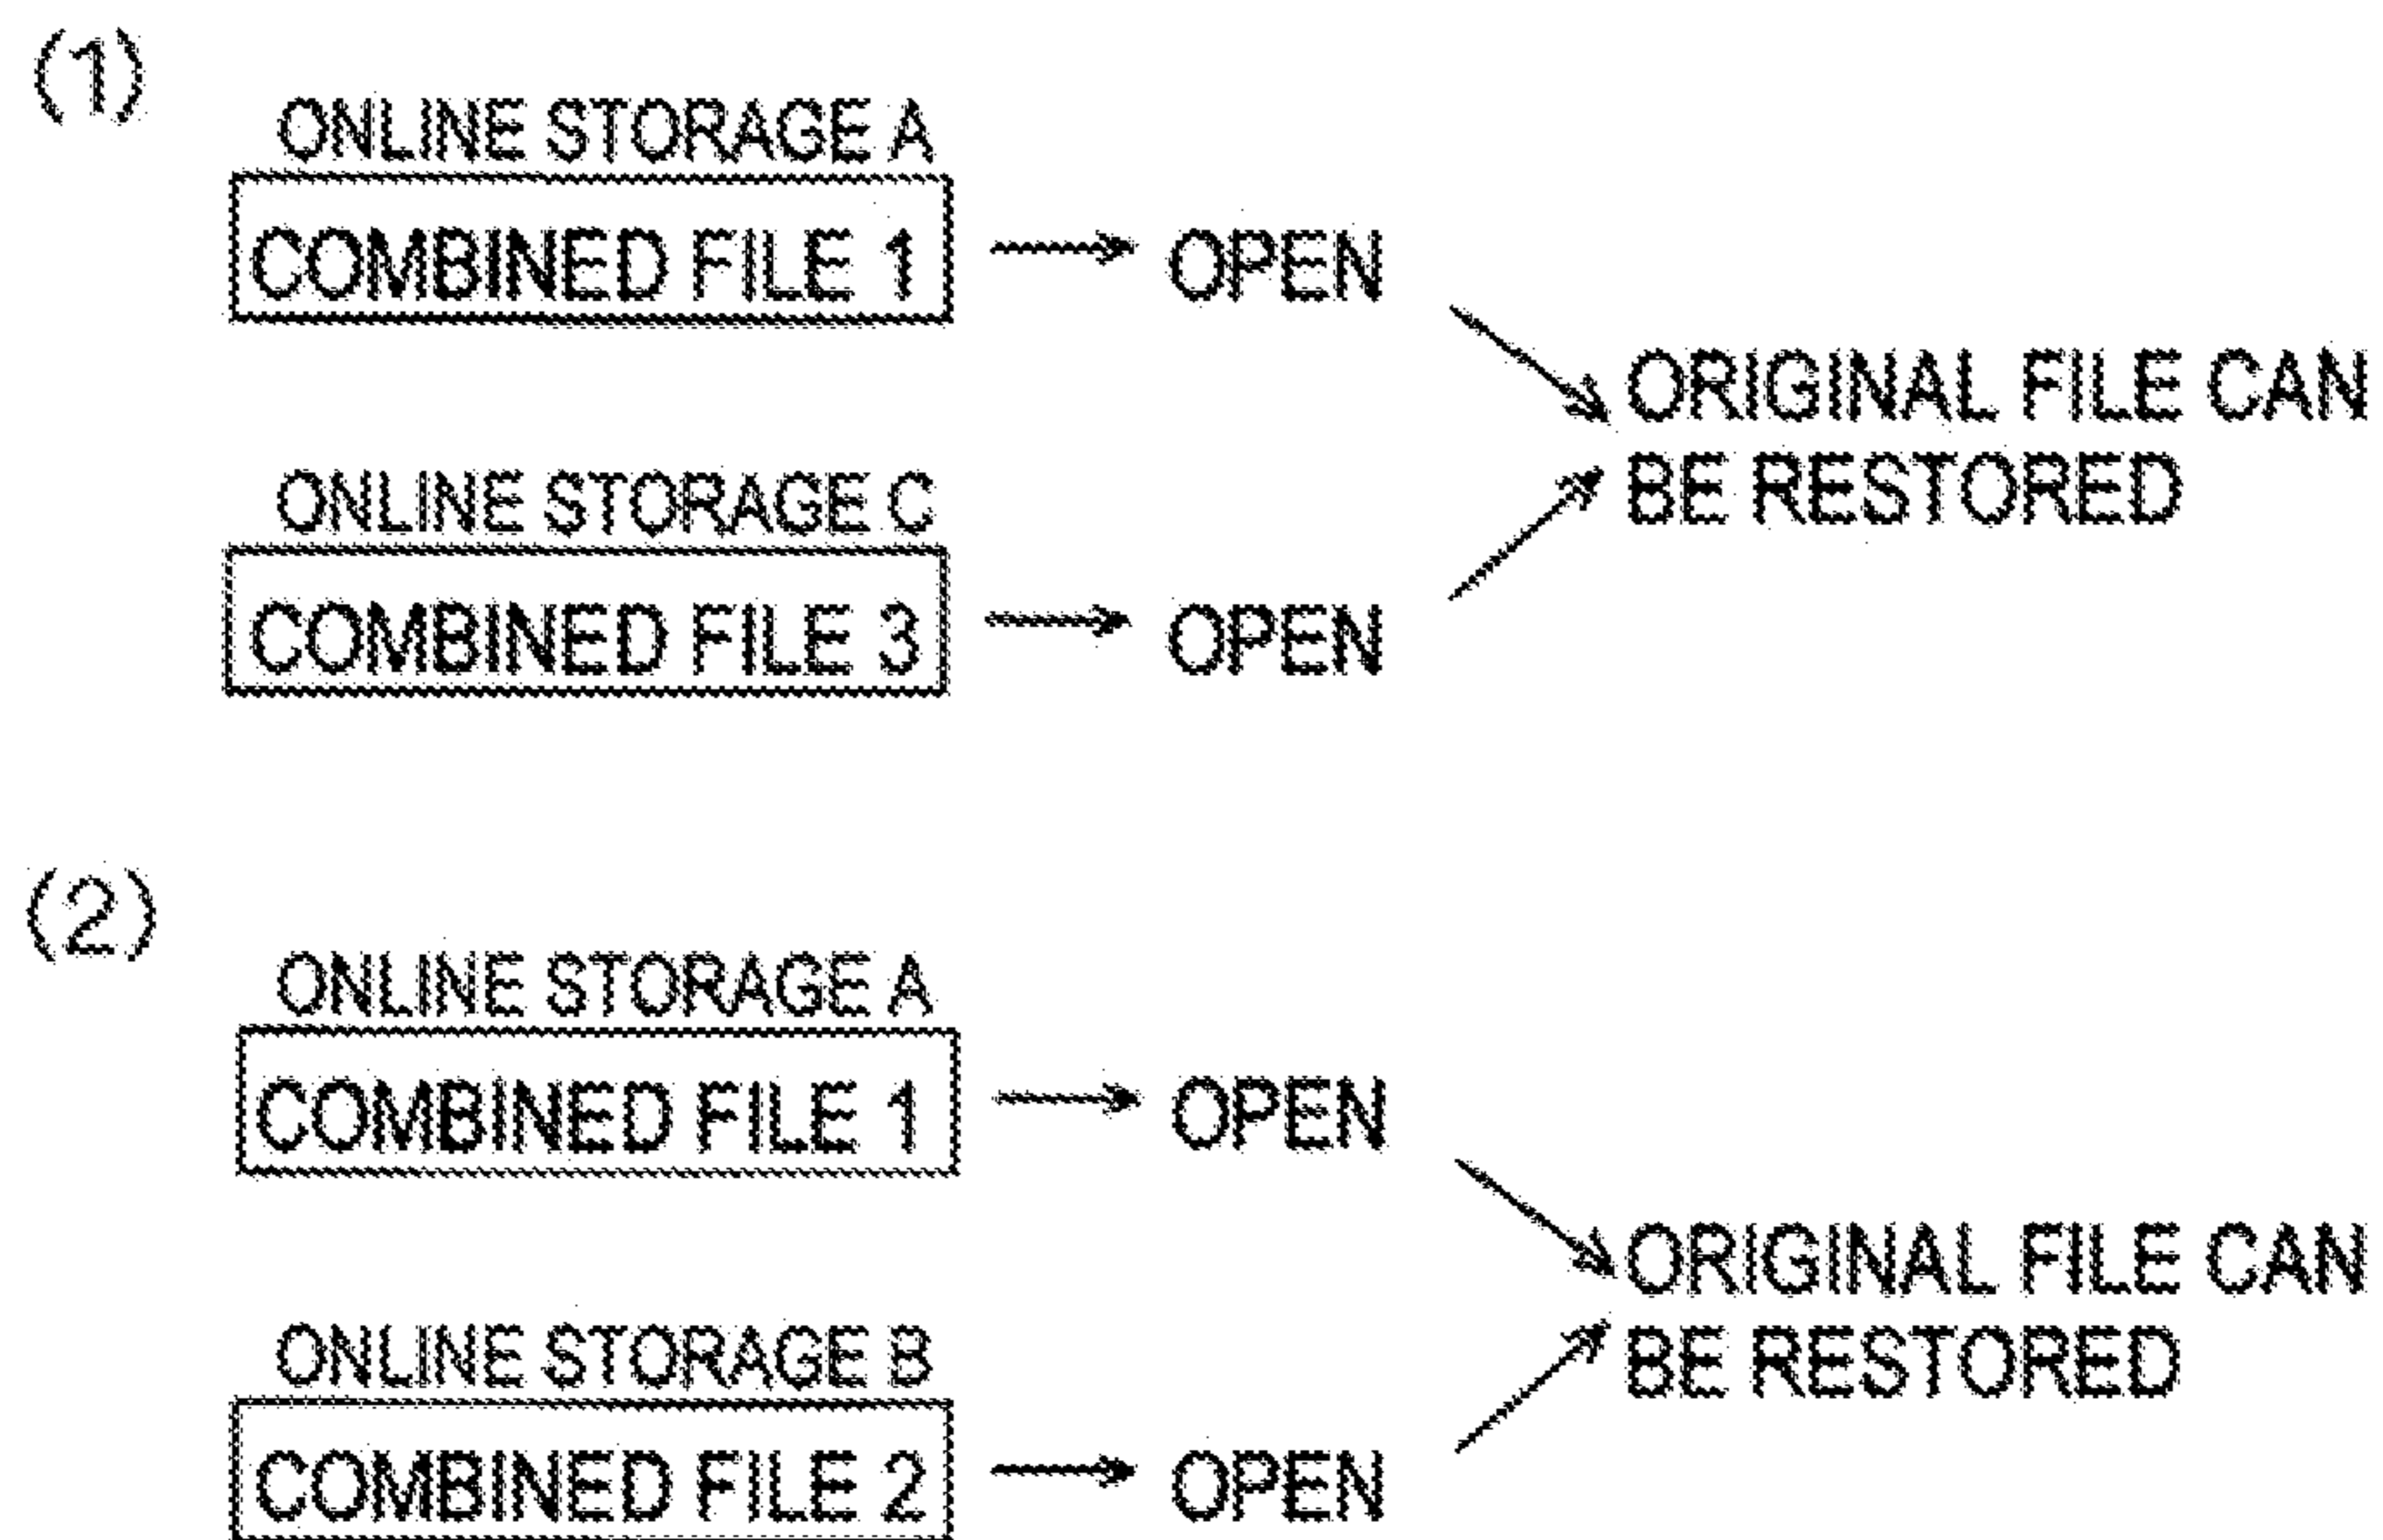 (1)
ONLINE STORAGE A
COMBINED FILE 1
OPEN
ORIGINAL FILE CAN
BE RESTORED
ONLINE STORAGE C
COMBINED FILE 3
OPEN
(2)
ONLINE STORAGE A
COMBINED FILE 1
OPEN
ORIGINAL FILE CAN
BE RESTORED
ONLINE STORAGE B
COMBINED FILE 2
OPEN